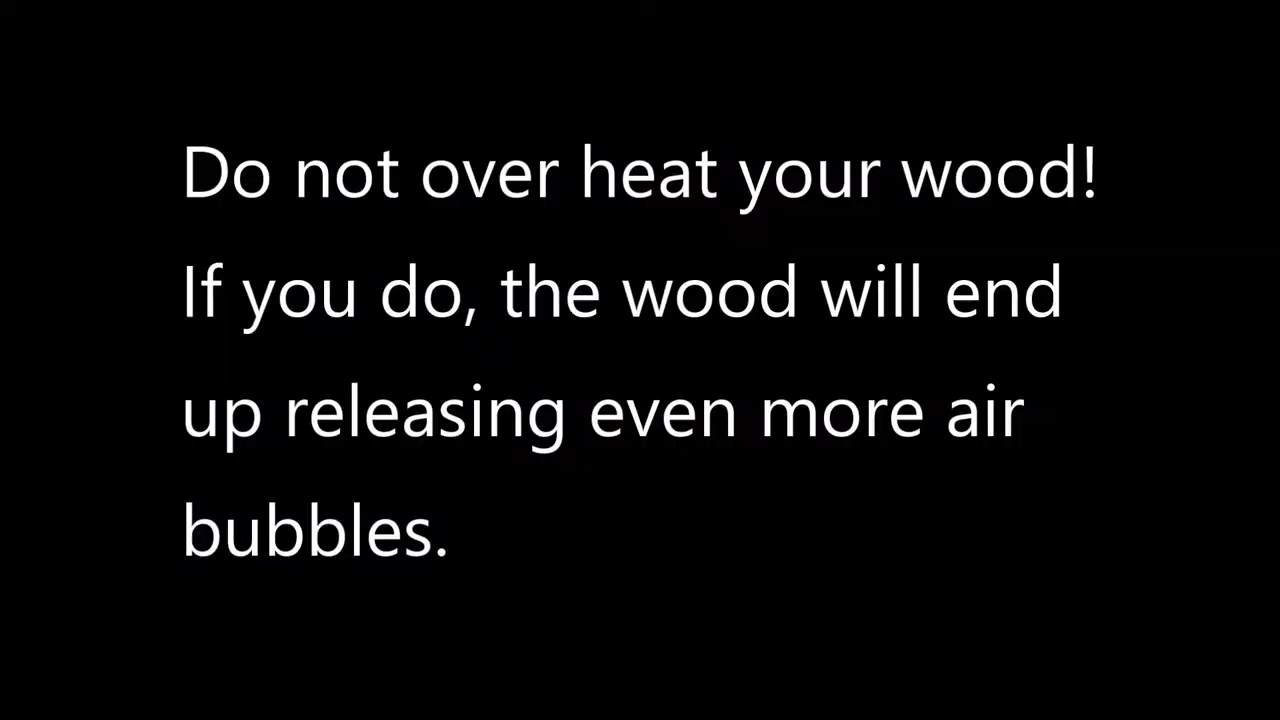 Do not over heat your wood!
If you do, the wood will end
up releasing even more air
bubbles.